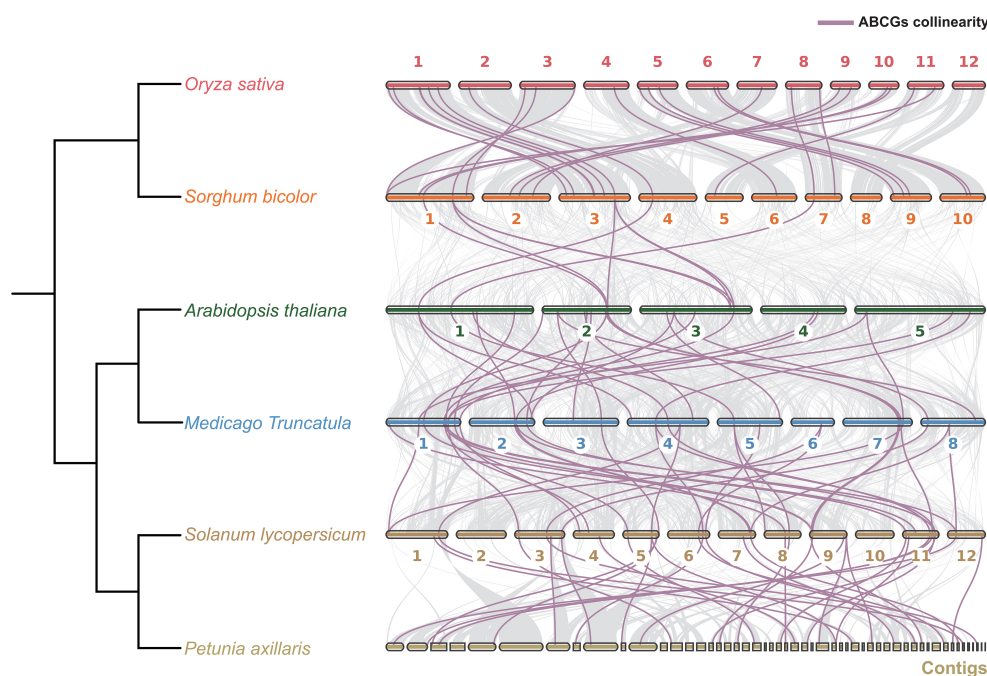 ABCGs collinearity
1 2 3 4 5 6 7 8 9 10 11 12
Oryza sativa
Sorghum bicolor
1 2 3 4 5 6 7 8 9 10
Arabidopsis thaliana
1 2 3 4 5
Medicago Truncatula
1 2 3 4 5 6 7 8
Solanum lycopersicum
1 2 3 4 5 6 7 8 9 10 11 12
Petunia axillaris
Contigs